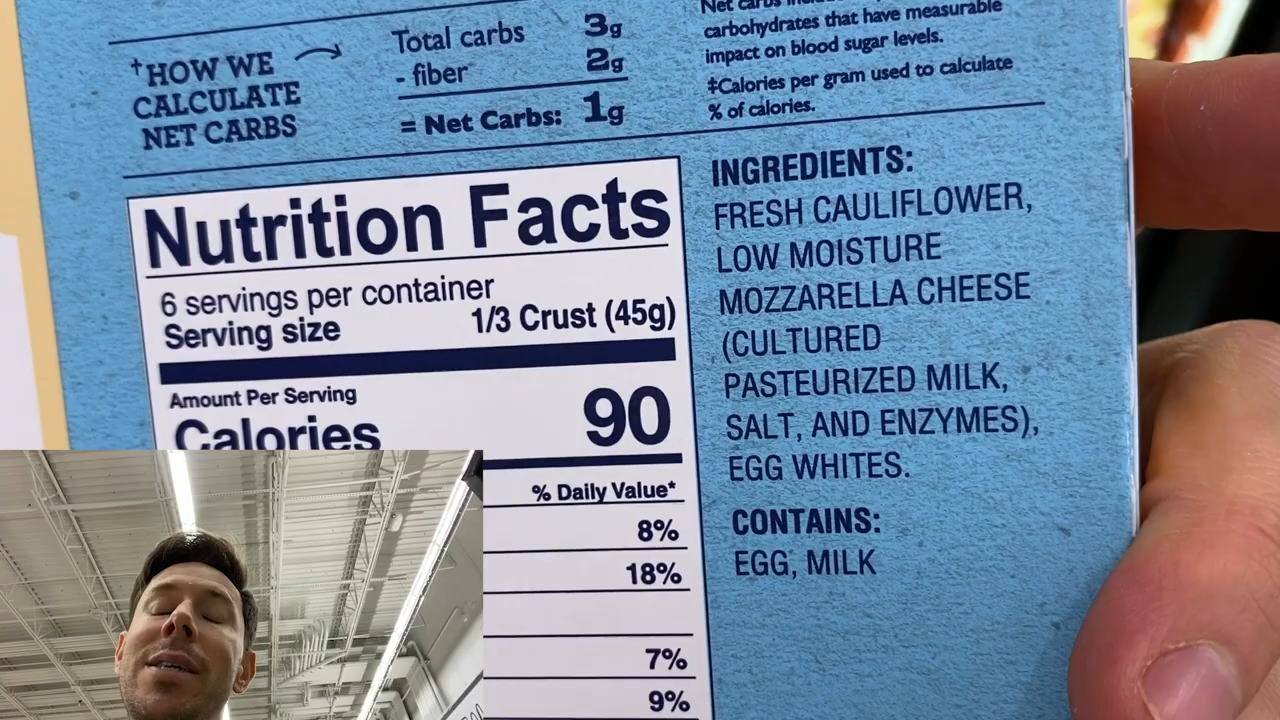 †HOW WE
CALCULATE
NET CARBS
Total carbs 3g
- fiber 2g
= Net Carbs: 1g
Net carbs
carbohydrates that have measurable
impact on blood sugar levels.
‡Calories per gram used to calculate
% of calories.
Nutrition Facts
6 servings per container
Serving size 1/3 Crust (45g)
Amount Per Serving
Calories 90
% Daily Value*
8%
18%
7%
9%
INGREDIENTS:
FRESH CAULIFLOWER,
LOW MOISTURE
MOZZARELLA CHEESE
(CULTURED
PASTEURIZED MILK,
SALT, AND ENZYMES),
EGG WHITES.
CONTAINS:
EGG, MILK